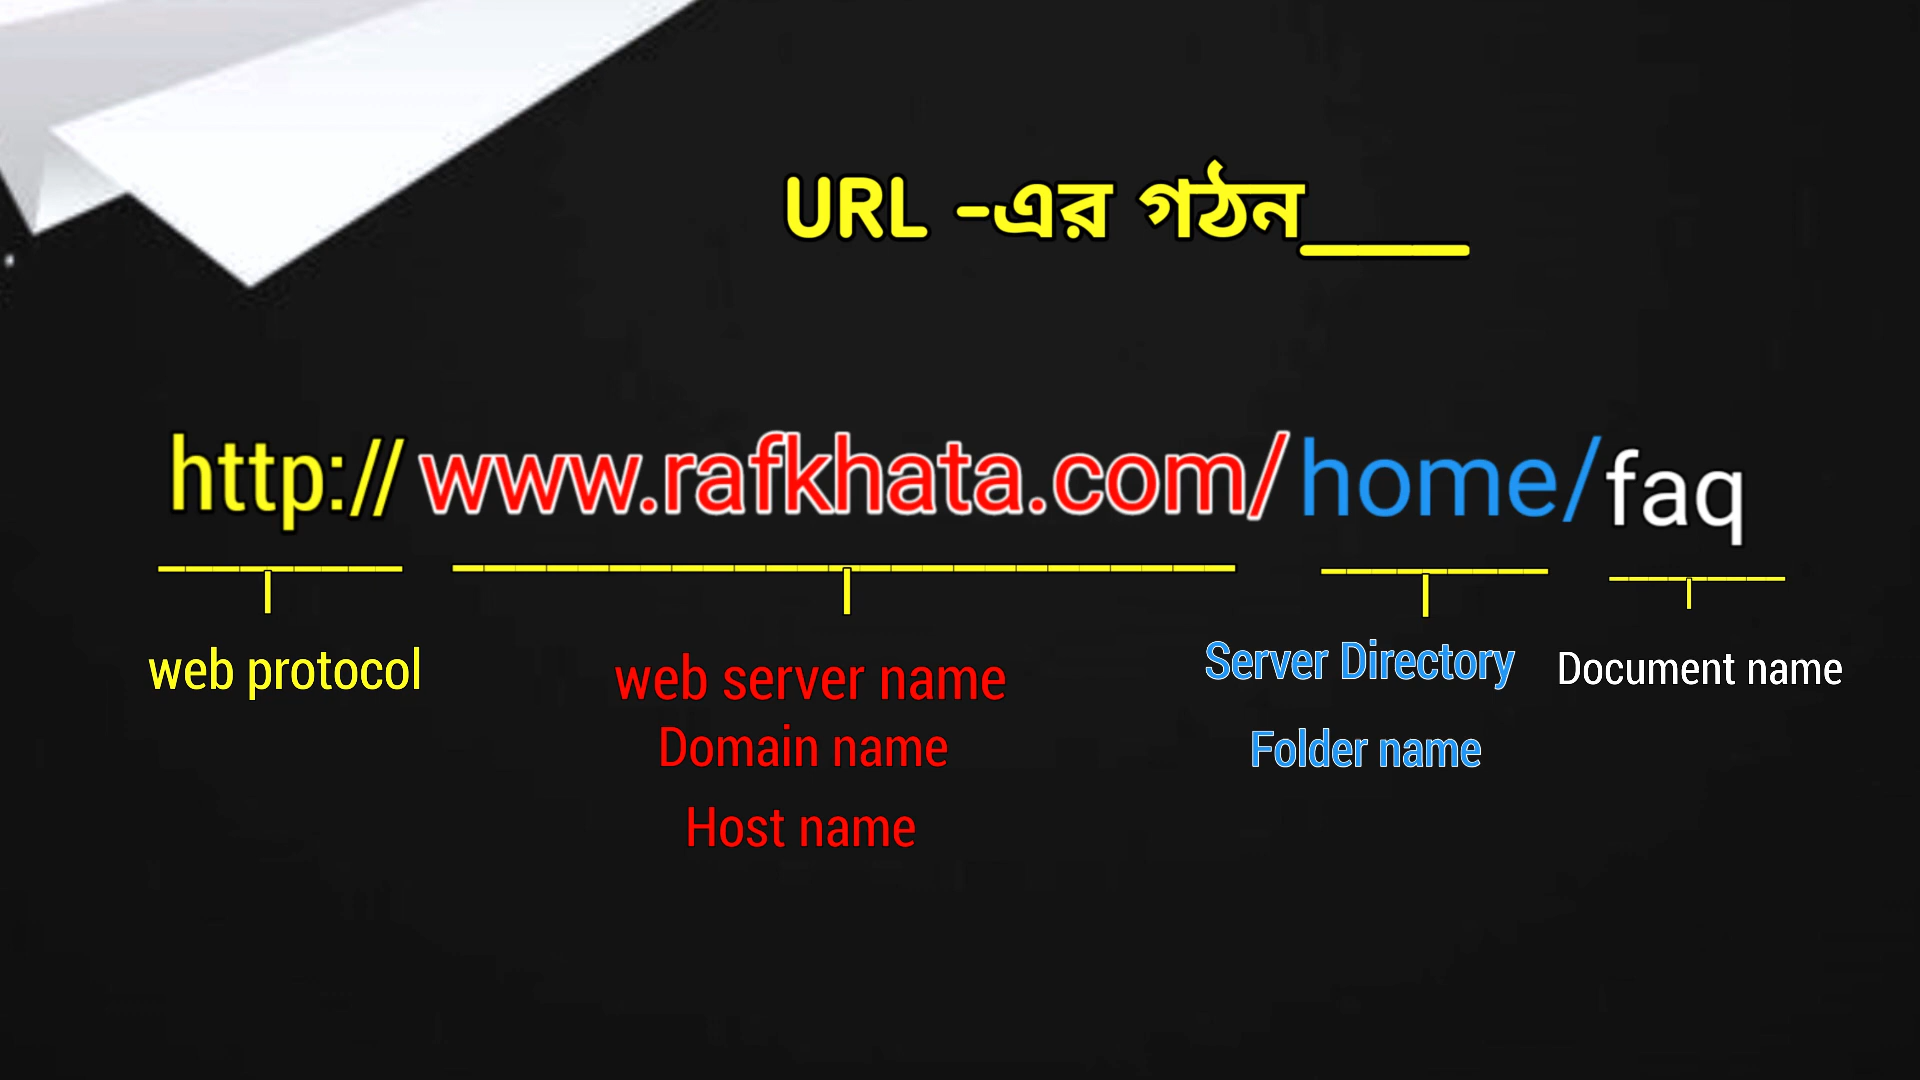 URL -এর গঠন___
http://www.rafkhata.com/home/faq
web protocol
web server name
Domain name
Host name
Server Directory
Folder name
Document name